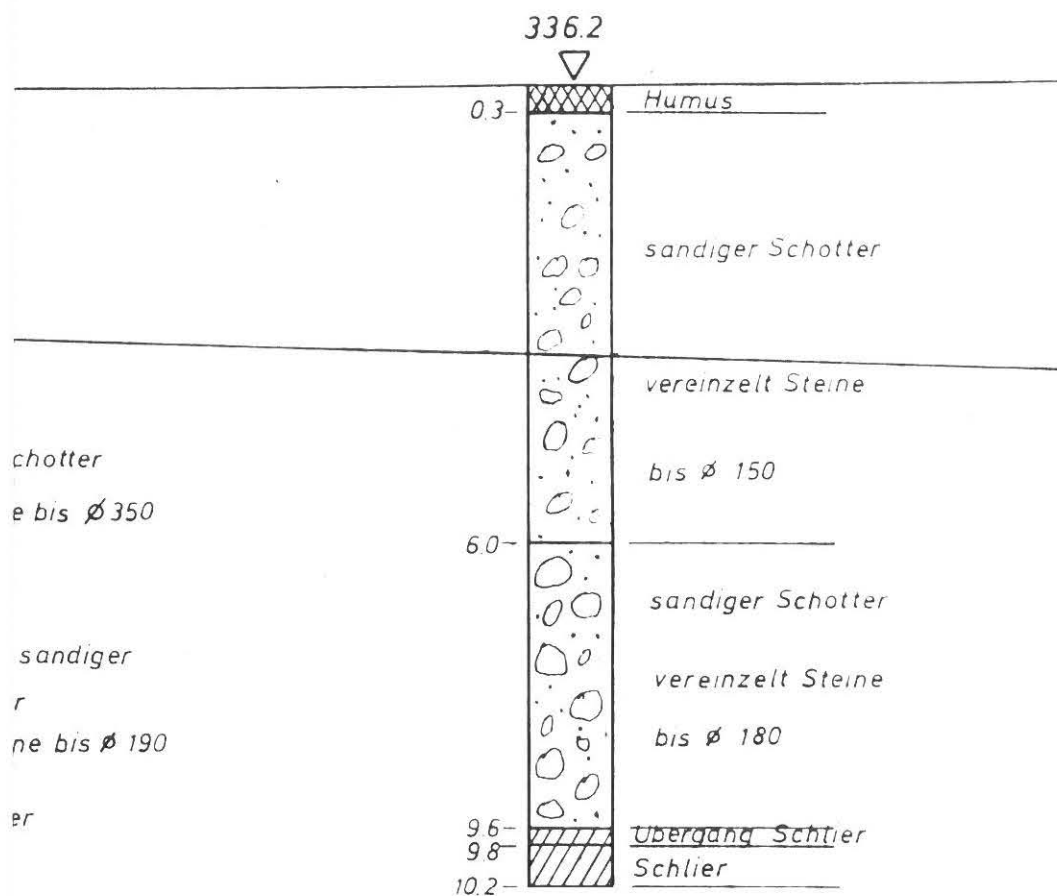 336.2
0.3
Humus
sandiger Schotter
vereinzelt Steine
bis ø 150
chotter
e bis ø 350
6.0
sandiger Schotter
vereinzelt Steine
bis ø 180
sandiger
r
ne bis ø 190
er
9.6
Übergang Schlier
9.8
Schlier
10.2